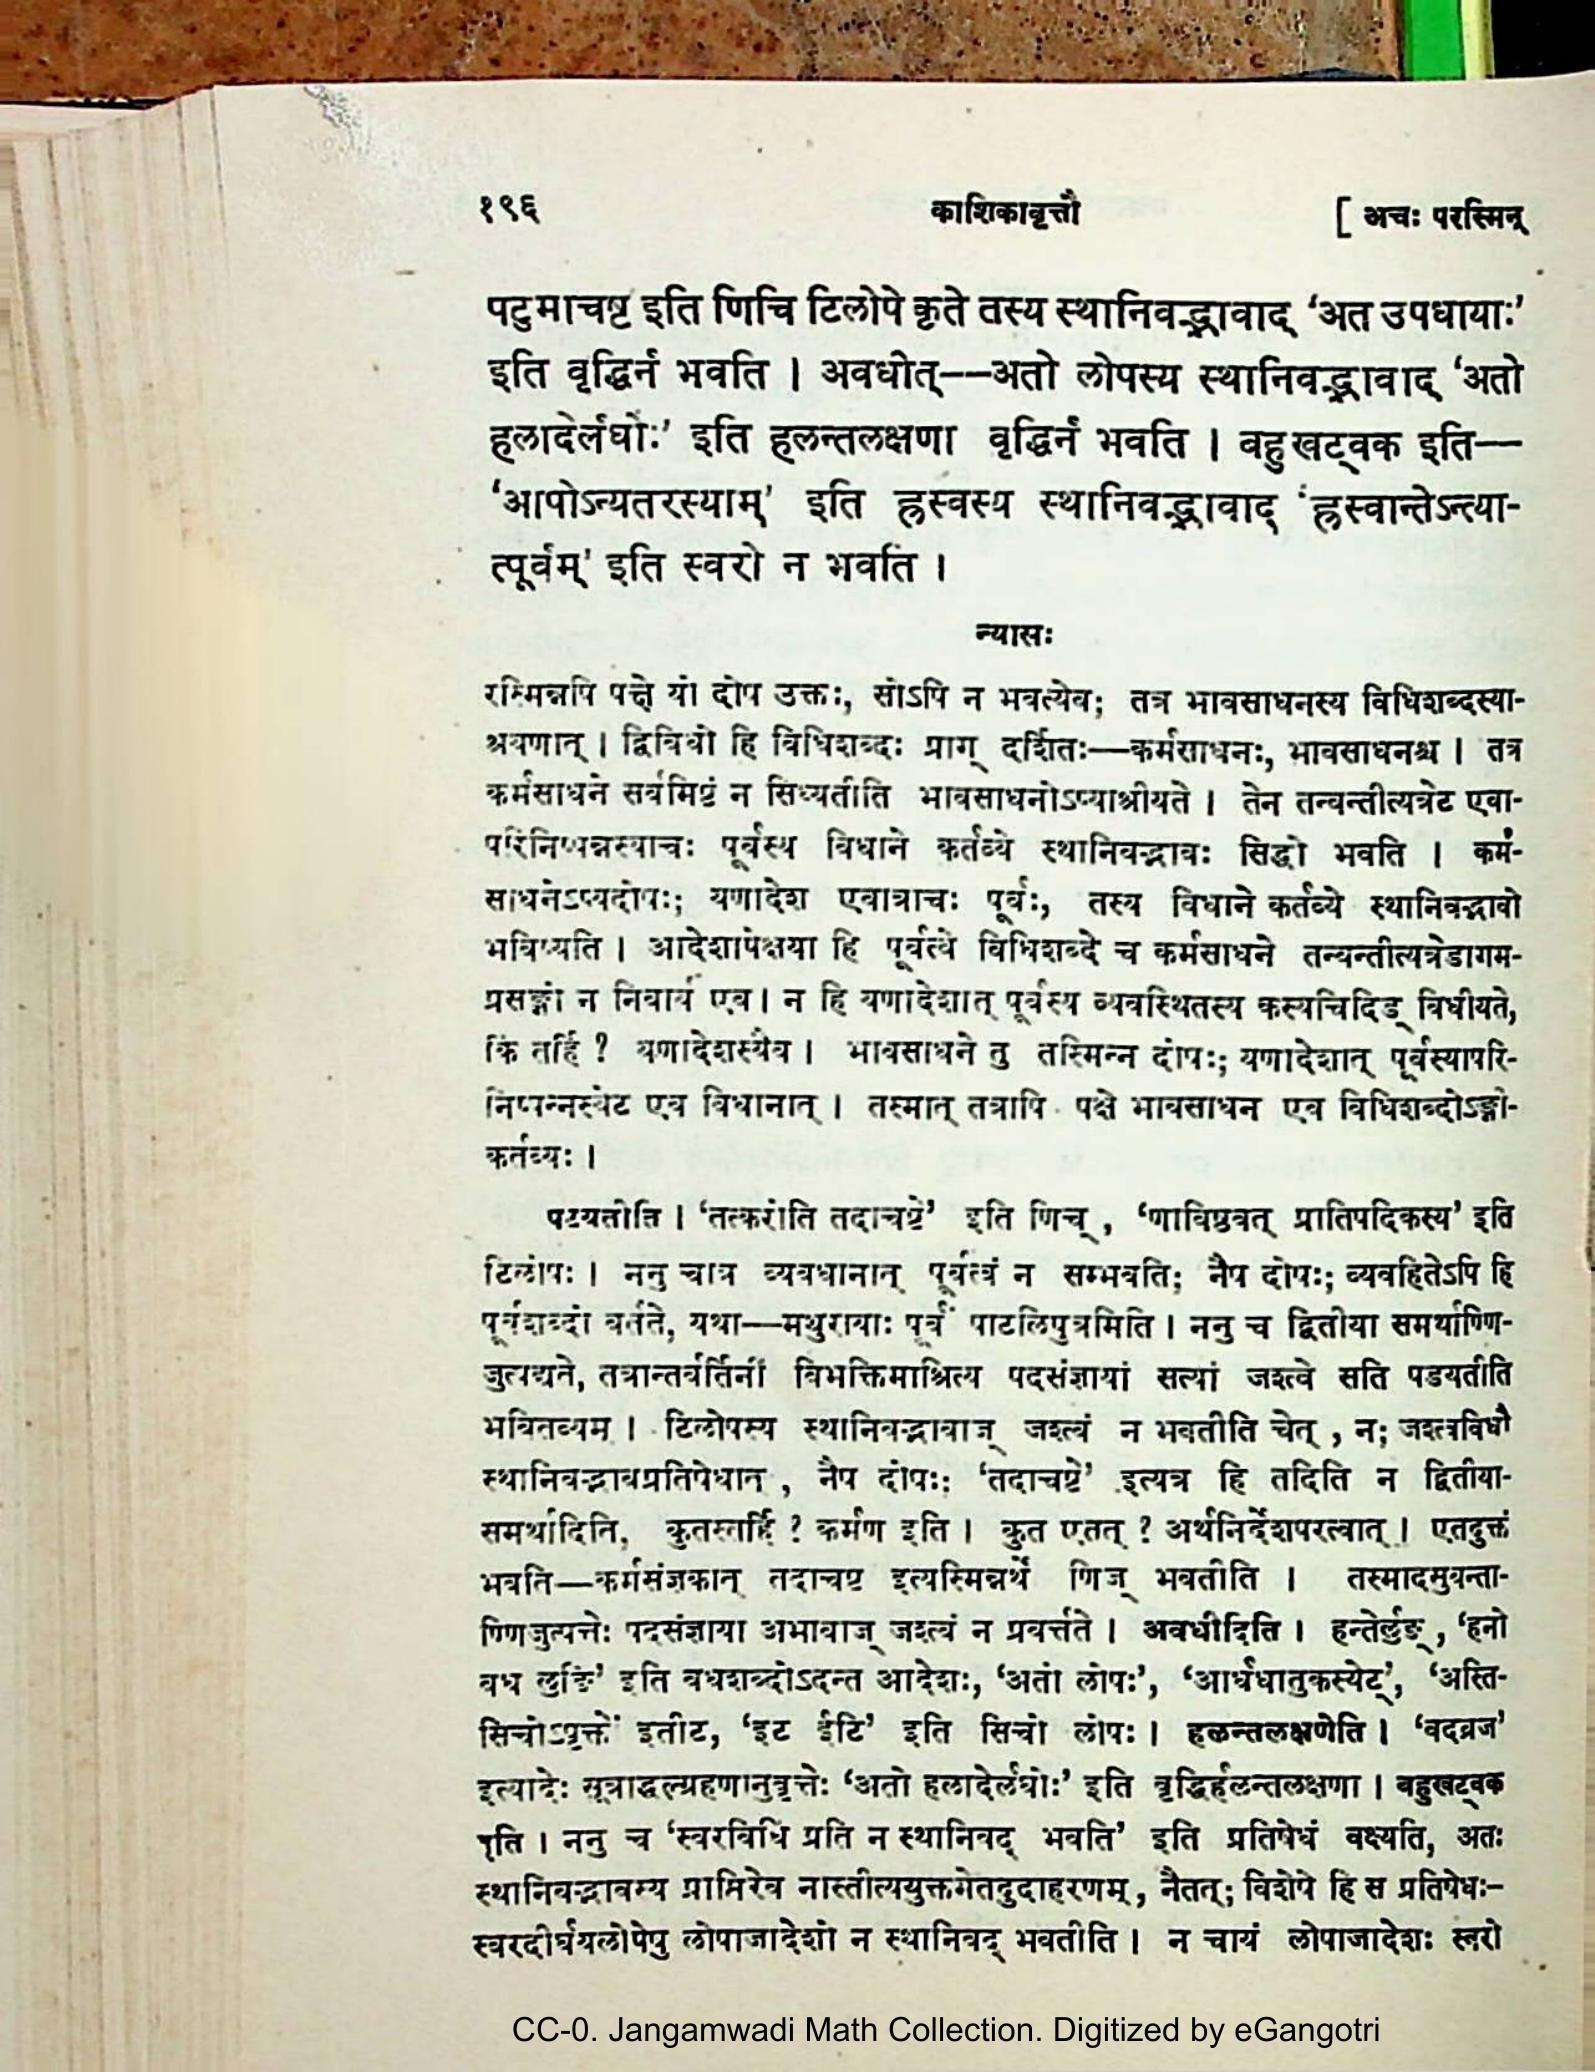 १९६ काशिकावृत्तौ [ अचः परस्मिन्
पटुमाचष्ट इति णिचि टिलोपे कृते तस्य स्थानिवद्भावाद् ‘अत उपधायाः’
इति वृद्धिर्न भवति । अवधीत्——अतो लोपस्य स्थानिवद्भावाद् ‘अतो
हलादेर्लघोः’ इति हलन्तलक्षणा वृद्धिर्न भवति । वहुखट्वक इति—
‘आपोऽन्यतरस्याम्’ इति ह्रस्वस्य स्थानिवद्भावाद् ‘ह्रस्वान्तेऽन्त्या-
त्पूर्वम्’ इति स्वरो न भवति ।
न्यासः
रस्मिन्नपि पक्षे यो दोष उक्तः, सोऽपि न भवत्येव; तत्र भावसाधनस्य विधिशब्दस्या-
श्रयणात् । द्विविधो हि विधिशब्दः प्राग् दर्शितः—कर्मसाधनः, भावसाधनश्च । तत्र
कर्मसाधने सर्वमिष्टं न सिध्यतीति भावसाधनोऽप्याश्रीयते । तेन तन्वन्तीत्यत्रेट एवा-
परिनिष्पन्नस्याचः पूर्वस्य विधाने कर्तव्ये स्थानिवद्भावः सिद्धो भवति । कर्म-
साधनेऽप्यदोषः; यणादेश एवात्राचः पूर्वः, तस्य विधाने कर्तव्ये स्थानिवद्भावो
भविष्यति । आदेशापेक्षया हि पूर्वत्वे विधिशब्दे च कर्मसाधने तन्वन्तीत्यत्रेडागम-
प्रसङ्गो न निवार्य एव। न हि यणादेशात् पूर्वस्य व्यवस्थितस्य कस्यचिदिड् विधीयते,
किं तर्हि ? यणादेशस्यैव । भावसाधने तु तस्मिन्न दोषः; यणादेशात् पूर्वस्यापरि-
निष्पन्नस्येट एव विधानात् । तस्मात् तत्रापि पक्षे भावसाधन एव विधिशब्दोऽङ्गी-
कर्तव्यः ।
पटयतीति । ‘तत्करोति तदाचष्टे’ इति णिच् , ‘णाविष्ठवत् प्रातिपदिकस्य’ इति
टिलोपः । ननु चात्र व्यवधानात् पूर्वत्वं न सम्भवति; नैष दोषः; व्यवहितेऽपि हि
पूर्वशब्दो वर्तते, यथा—मथुरायाः पूर्वं पाटलिपुत्रमिति । ननु च द्वितीया समर्थाण्णि-
जुत्पद्यते, तत्रान्तर्वर्तिनीं विभक्तिमाश्रित्य पदसंज्ञायां सत्यां जश्त्वे सति पडयतीति
भवितव्यम् । टिलोपस्य स्थानिवद्भावाज् जश्त्वं न भवतीति चेत् , न; जश्त्वविधौ
स्थानिवद्भावप्रतिषेधात् , नैष दोषः; ‘तदाचष्टे’ इत्यत्र हि तदिति न द्वितीया-
समर्थादिति, कुतस्तर्हि ? कर्मण इति । कुत एतत् ? अर्थनिर्देशपरत्वात् । एतदुक्तं
भवति—कर्मसंज्ञकात् तदाचष्ट इत्यस्मिन्नर्थे णिज् भवतीति । तस्मादसुबन्ता-
ण्णिजुत्पत्तेः पदसंज्ञाया अभावाज् जश्त्वं न प्रवर्त्तते । अवधीदिति । हन्तेर्लुङ् , ‘हनो
वध लुङि’ इति वधशब्दोऽदन्त आदेशः, ‘अतो लोपः’, ‘आर्धधातुकस्येट्’, ‘अस्ति-
सिचोऽपृक्ते’ इतीट, ‘इट ईटि’ इति सिचो लोपः । हलन्तलक्षणेति । ‘वदव्रज’
इत्यादेः सूत्राद्धल्ग्रहणानुवृत्तेः ‘अतो हलादेर्लघोः’ इति वृद्धिर्हलन्तलक्षणा । वहुखट्वक
इति । ननु च ‘स्वरविधिं प्रति न स्थानिवद् भवति’ इति प्रतिषेधं वक्ष्यति, अतः
स्थानिवद्भावस्य प्राप्तिरेव नास्तीत्ययुक्तमेतदुदाहरणम् , नैतत्; विशेषे हि स प्रतिषेधः–
स्वरदीर्घयलोपेषु लोपाजादेशो न स्थानिवद् भवतीति । न चायं लोपाजादेशः स्वरो
CC-0. Jangamwadi Math Collection. Digitized by eGangotri